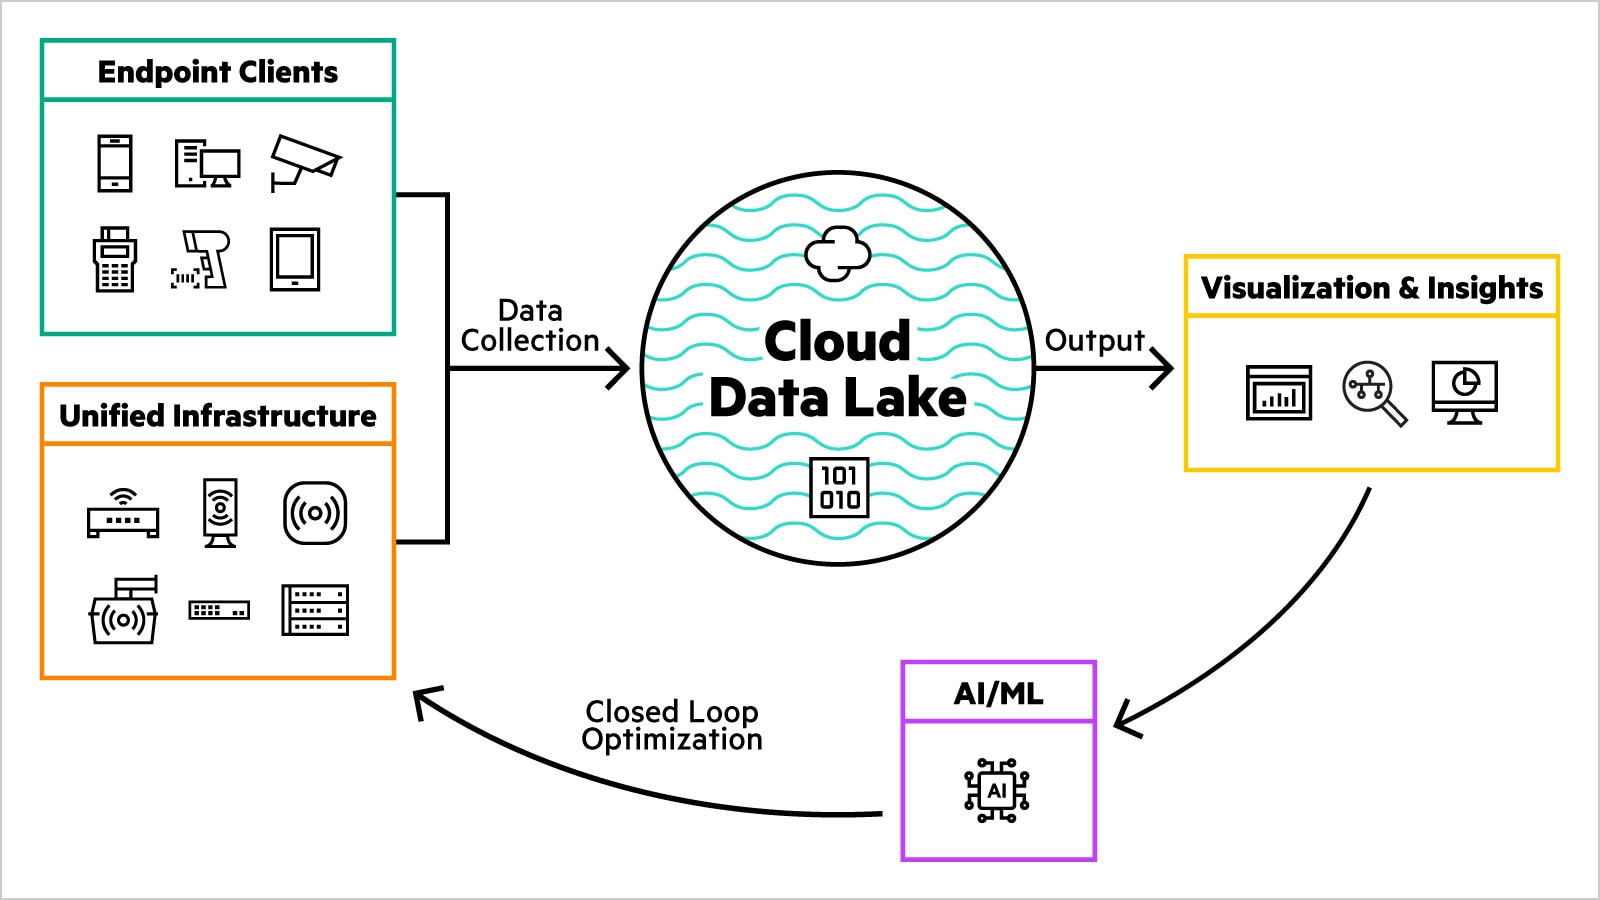 Endpoint Clients
Unified Infrastructure
Data
Collection
Cloud
Data Lake
101
010
Output
Visualization & Insights
AI/ML
AI
Closed Loop
Optimization